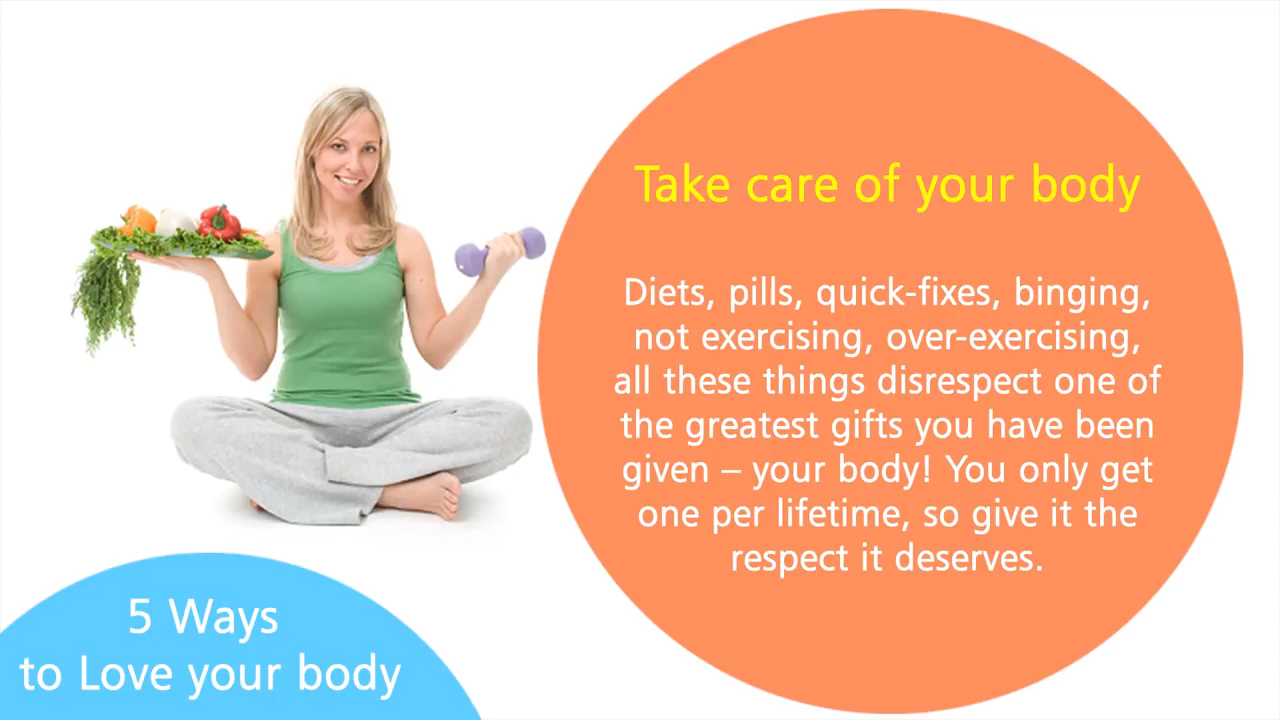 Take care of your body
Diets, pills, quick-fixes, binging,
not exercising, over-exercising,
all these things disrespect one of
the greatest gifts you have been
given – your body! You only get
one per lifetime, so give it the
respect it deserves.
5 Ways
to Love your body